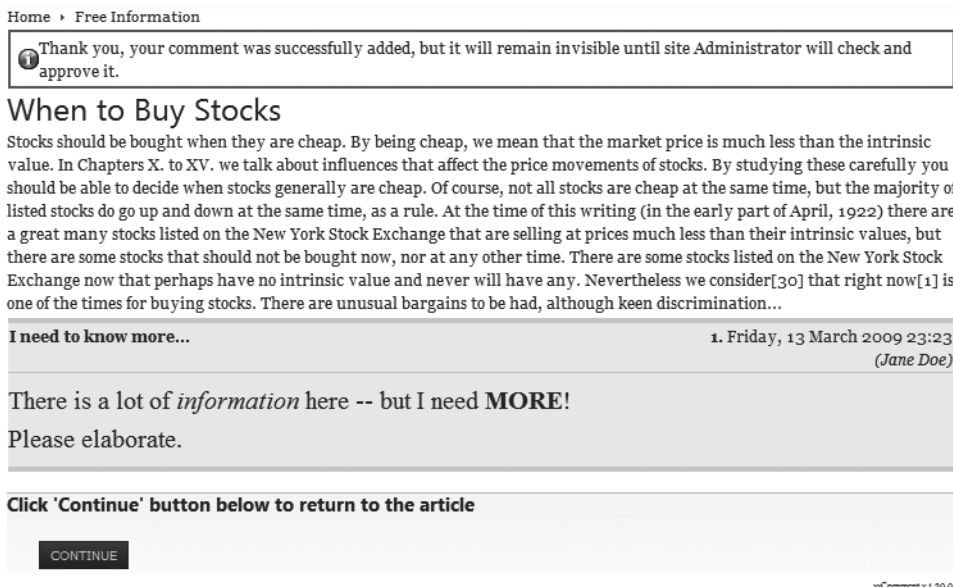 Home ▸ Free Information
Thank you, your comment was successfully added, but it will remain invisible until site Administrator will check and
approve it.
When to Buy Stocks
Stocks should be bought when they are cheap. By being cheap, we mean that the market price is much less than the intrinsic
value. In Chapters X. to XV. we talk about influences that affect the price movements of stocks. By studying these carefully you
should be able to decide when stocks generally are cheap. Of course, not all stocks are cheap at the same time, but the majority of
listed stocks do go up and down at the same time, as a rule. At the time of this writing (in the early part of April, 1922) there are
a great many stocks listed on the New York Stock Exchange that are selling at prices much less than their intrinsic values, but
there are some stocks that should not be bought now, nor at any other time. There are some stocks listed on the New York Stock
Exchange now that perhaps have no intrinsic value and never will have any. Nevertheless we consider[30] that right now[1] is
one of the times for buying stocks. There are unusual bargains to be had, although keen discrimination...
I need to know more... 1. Friday, 13 March 2009 23:23
(Jane Doe)
There is a lot of information here -- but I need MORE!
Please elaborate.
Click 'Continue' button below to return to the article
CONTINUE